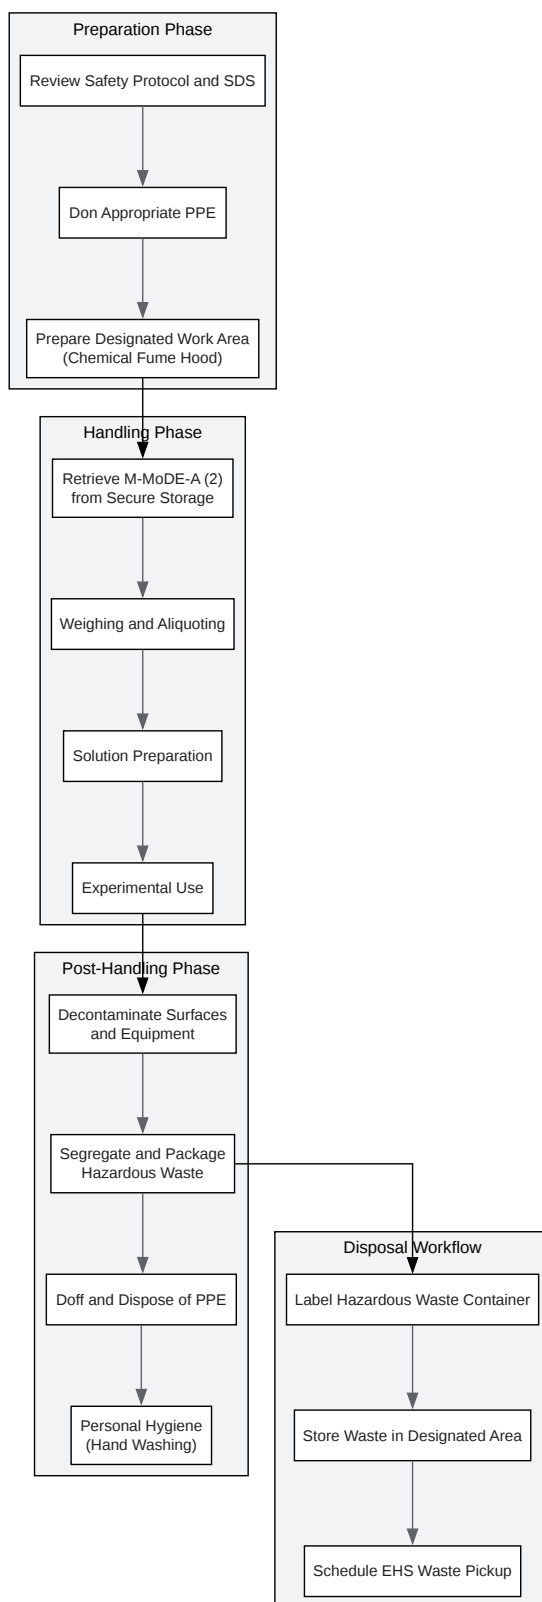 Preparation Phase
Review Safety Protocol and SDS
Don Appropriate PPE
Prepare Designated Work Area
(Chemical Fume Hood)
Handling Phase
Retrieve M-MoDE-A (2)
from Secure Storage
Weighing and Aliquoting
Solution Preparation
Experimental Use
Post-Handling Phase
Decontaminate Surfaces
and Equipment
Segregate and Package
Hazardous Waste
Doff and Dispose of PPE
Personal Hygiene
(Hand Washing)
Disposal Workflow
Label Hazardous Waste Container
Store Waste in Designated Area
Schedule EHS Waste Pickup